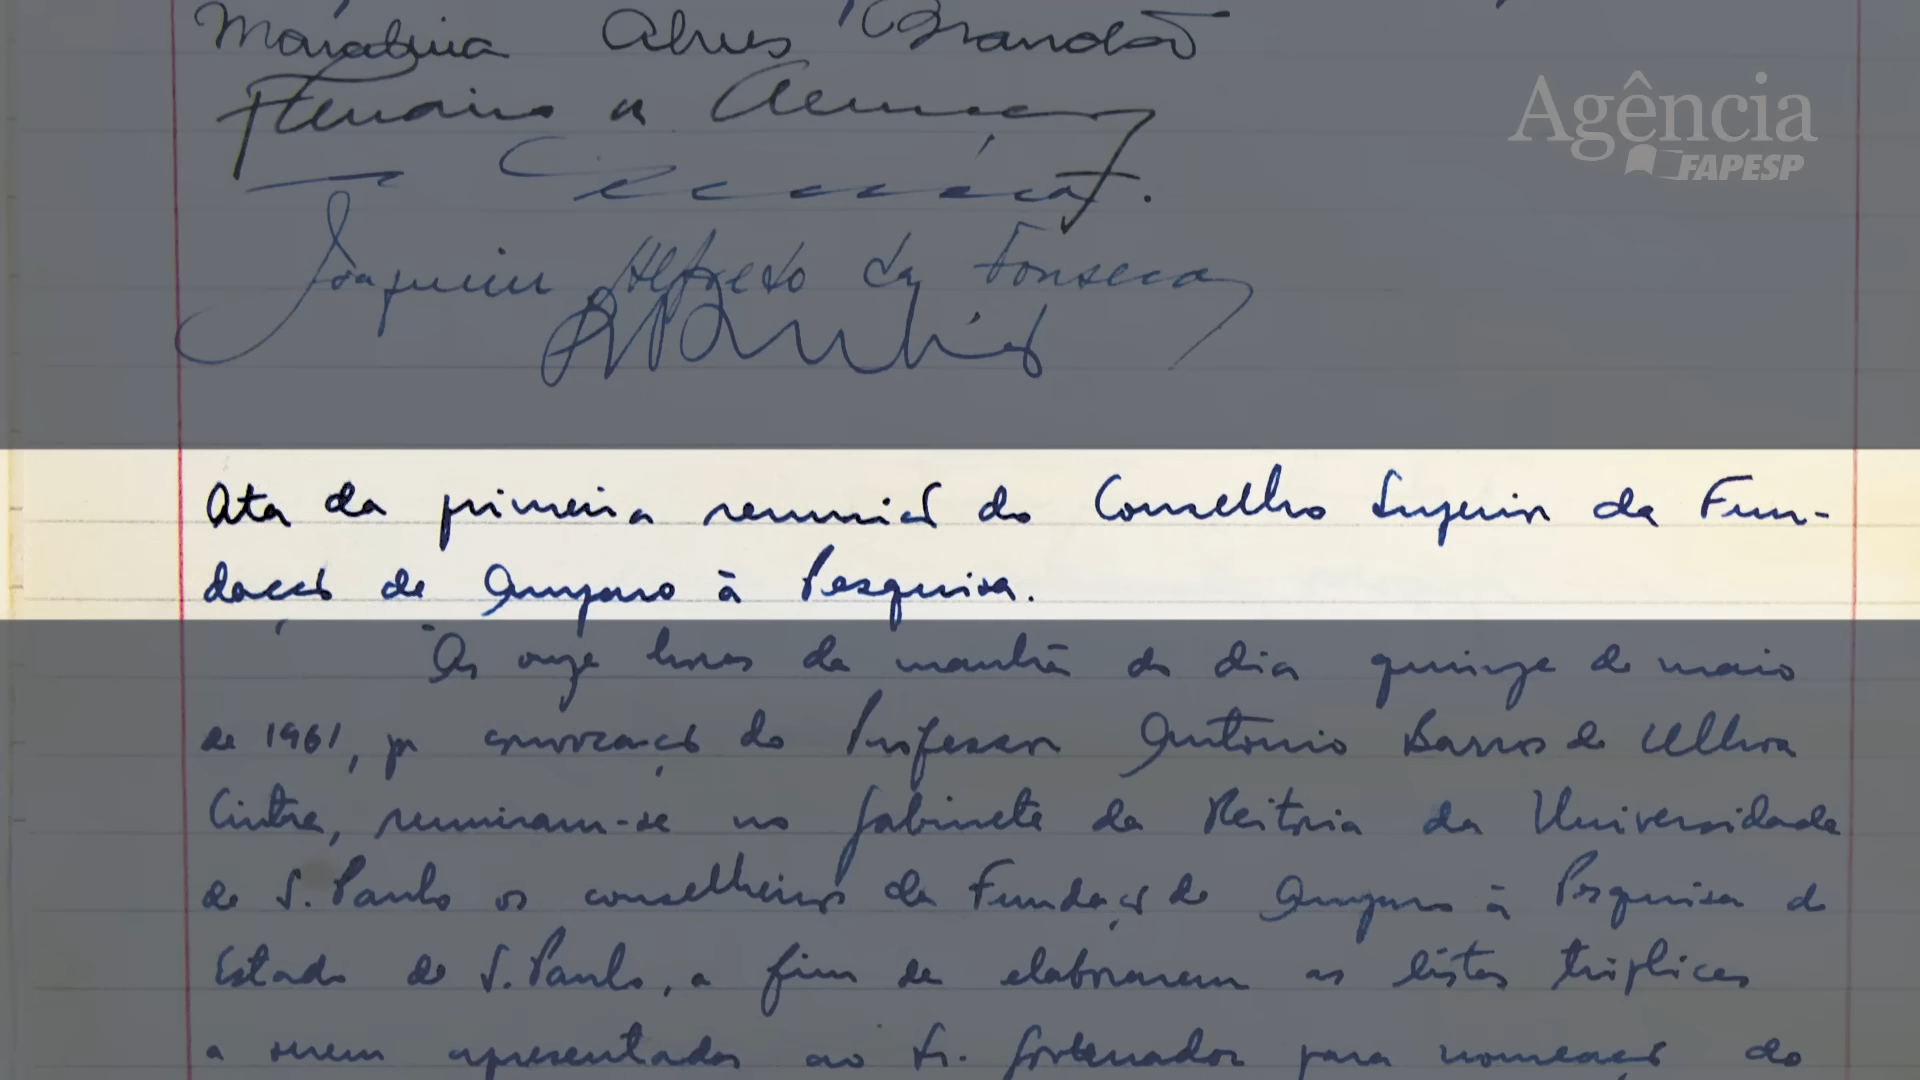 Alves Brandão
Agência
FAPESP
Joaquim Alfredo da Fonseca
Ata da primeira reunião do Conselho Superior da Fun-
dação de Amparo à Pesquisa.
Às onze horas da manhã do dia quinze de maio
de 1961, por convocação do Professor Antonio Barros de Ulhoa
Cintra, reuniram-se no gabinete da Reitoria da Universidade
de S. Paulo os conselheiros da Fundação de Amparo à Pesquisa do
Estado de S. Paulo, a fim de elaborarem as listas tríplices
a serem apresentadas ao Sr. Governador para nomeação do